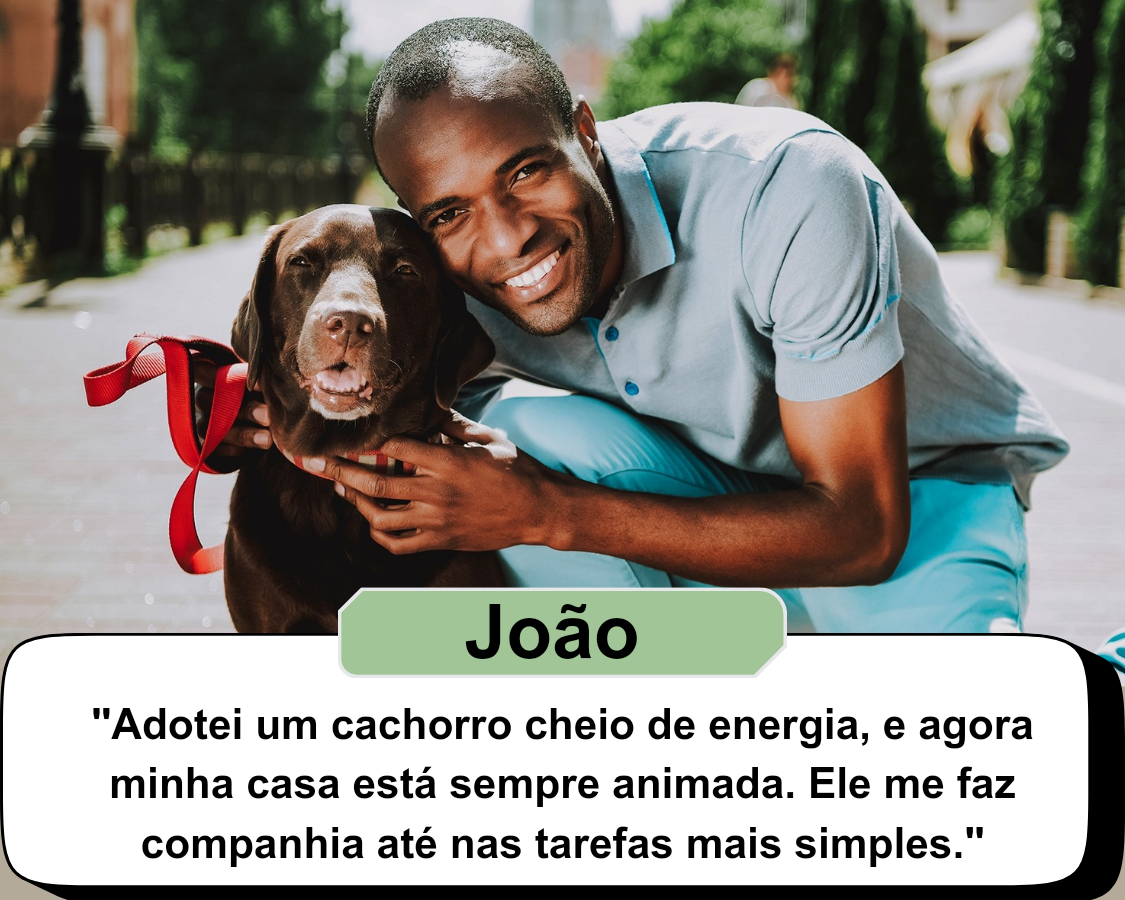 João
"Adotei um cachorro cheio de energia, e agora
minha casa está sempre animada. Ele me faz
companhia até nas tarefas mais simples."